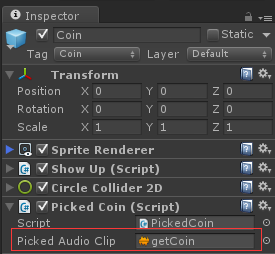 Inspector
Coin Static
Tag Coin Layer Default
Transform
Position X 0 Y 0 Z 0
Rotation X 0 Y 0 Z 0
Scale X 1 Y 1 Z 1
Sprite Renderer
Show Up (Script)
Circle Collider 2D
Picked Coin (Script)
Script PickedCoin
Picked Audio Clip getCoin